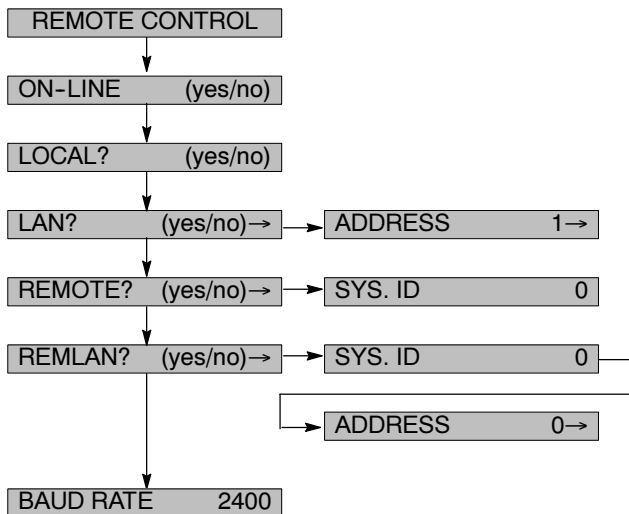 REMOTE CONTROL
ON-LINE (yes/no)
LOCAL? (yes/no)
LAN? (yes/no)→ ADDRESS 1→
REMOTE? (yes/no)→ SYS. ID 0
REMLAN? (yes/no)→ SYS. ID 0
ADDRESS 0→
BAUD RATE 2400